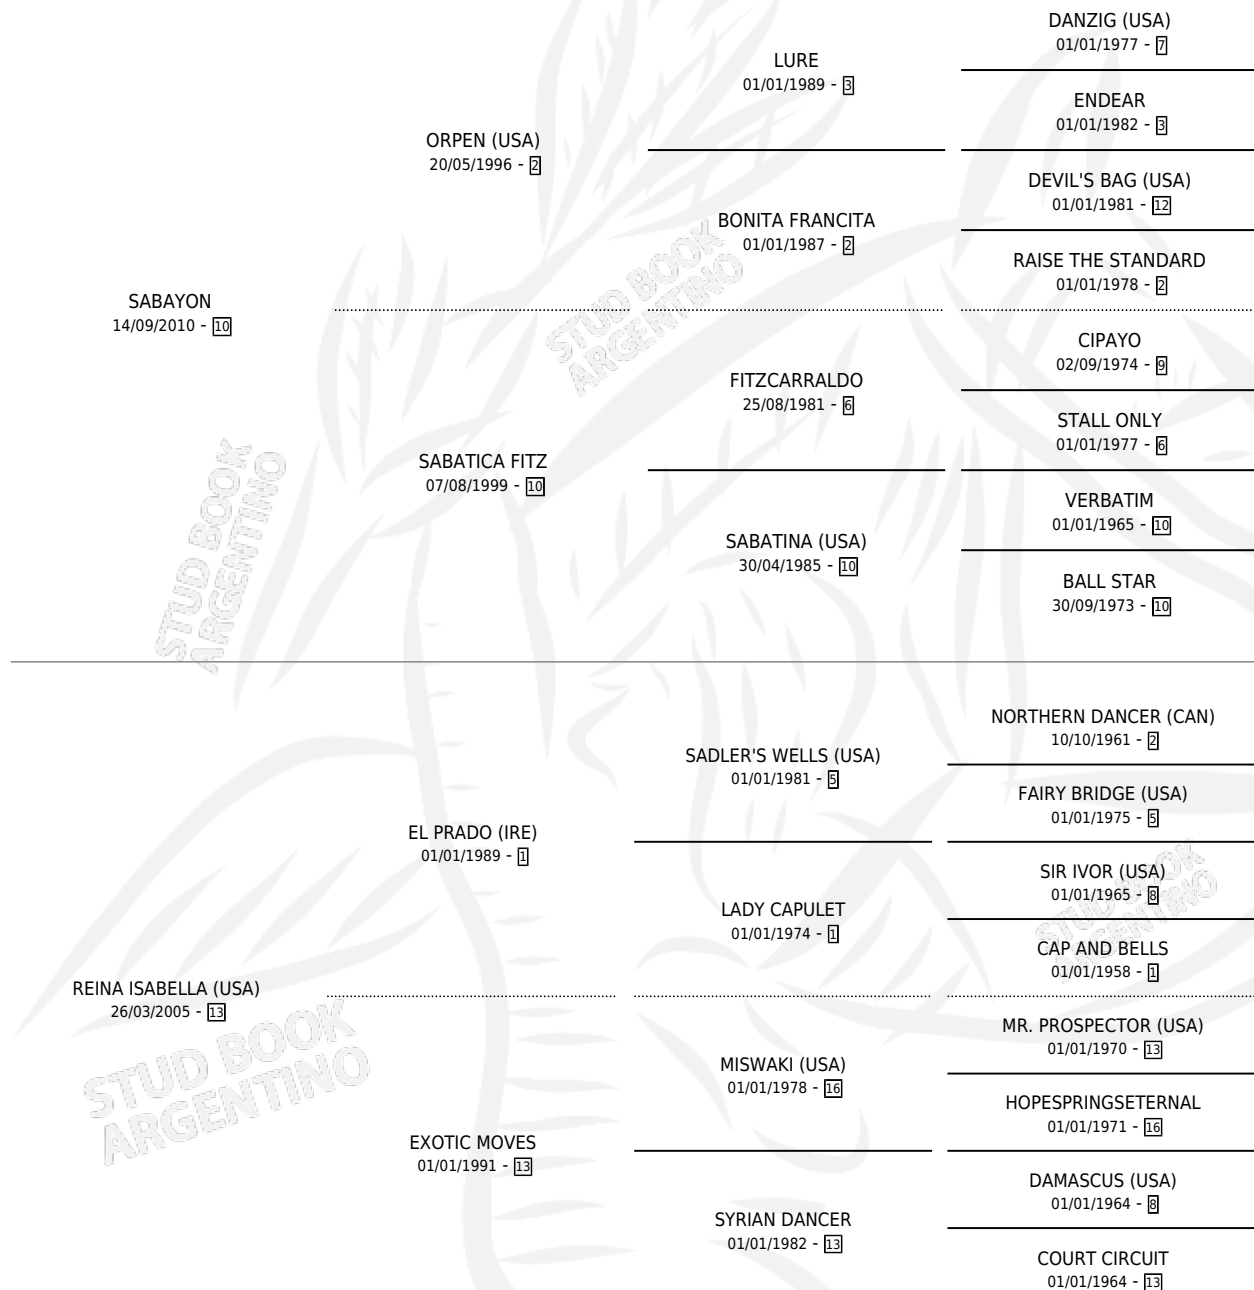 DANZIG (USA)
01/01/1977 - 7
LURE
01/01/1989 - 3
ENDEAR
01/01/1982 - 3
ORPEN (USA)
20/05/1996 - 2
DEVIL'S BAG (USA)
01/01/1981 - 12
BONITA FRANCITA
01/01/1987 - 2
RAISE THE STANDARD
01/01/1978 - 2
SABAYON
14/09/2010 - 10
STUD BOOK
ARGENTINO
CIPAYO
02/09/1974 - 9
FITZCARRALDO
25/08/1981 - 6
STALL ONLY
01/01/1977 - 6
SABATICA FITZ
07/08/1999 - 10
VERBATIM
01/01/1965 - 10
SABATINA (USA)
30/04/1985 - 10
BALL STAR
30/09/1973 - 10
STUD BOOK
ARGENTINO
NORTHERN DANCER (CAN)
10/10/1961 - 2
SADLER'S WELLS (USA)
01/01/1981 - 5
FAIRY BRIDGE (USA)
01/01/1975 - 5
EL PRADO (IRE)
01/01/1989 - 1
SIR IVOR (USA)
01/01/1965 - 8
LADY CAPULET
01/01/1974 - 1
STUD BOOK
ARGENTINO
CAP AND BELLS
01/01/1958 - 1
REINA ISABELLA (USA)
26/03/2005 - 13
MR. PROSPECTOR (USA)
01/01/1970 - 13
MISWAKI (USA)
01/01/1978 - 16
HOPESPRINGSETERNAL
01/01/1971 - 16
STUD BOOK
ARGENTINO
EXOTIC MOVES
01/01/1991 - 13
DAMASCUS (USA)
01/01/1964 - 8
SYRIAN DANCER
01/01/1982 - 13
COURT CIRCUIT
01/01/1964 - 13